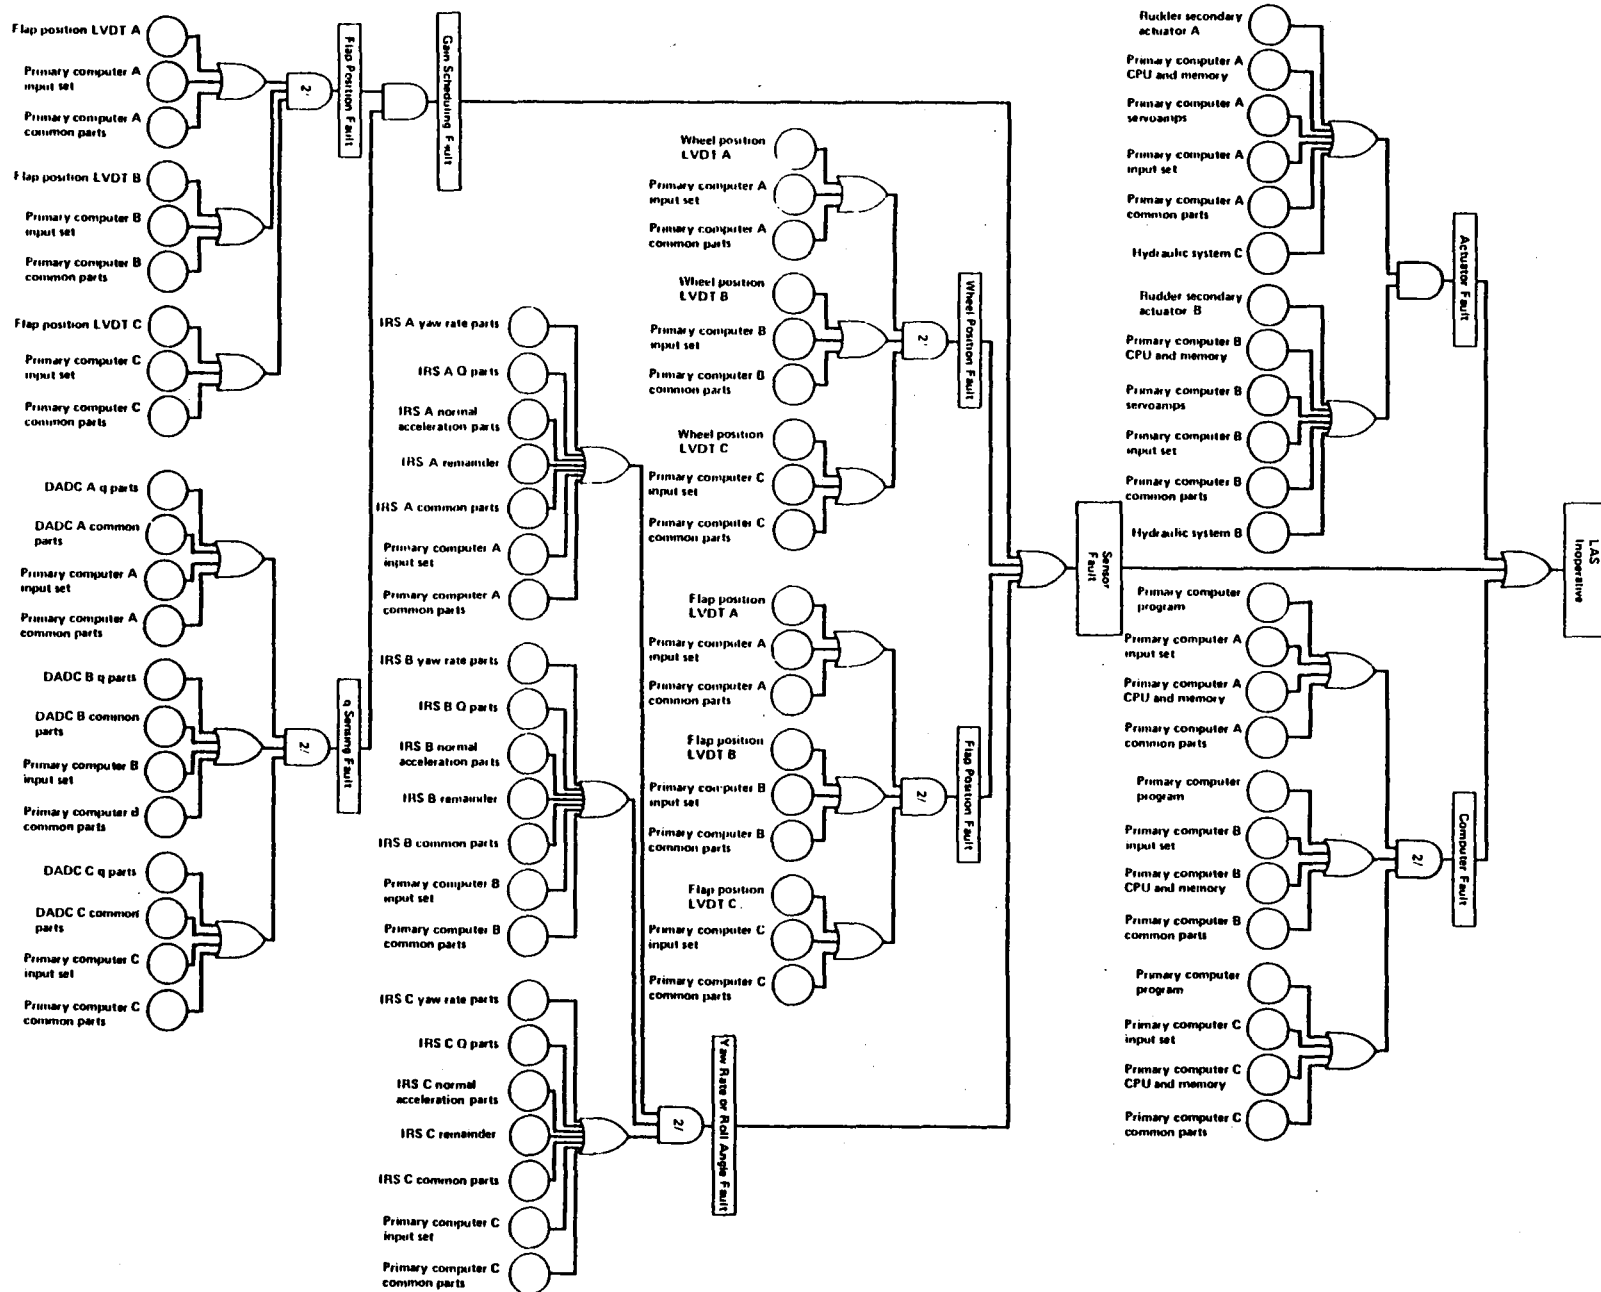 Flap position LVDT A
Primary computer A
input set
Primary computer A
common parts
Flap position LVDT B
Primary computer B
input set
Primary computer B
common parts
Flap position LVDT C
Primary computer C
input set
Primary computer C
common parts
2/
Flap Position Fault
Gain Scheduling Fault
DADC A q parts
DADC A common
parts
Primary computer A
input set
Primary computer A
common parts
DADC B q parts
DADC B common
parts
Primary computer B
input set
Primary computer d
common parts
DADC C q parts
DADC C common
parts
Primary computer C
input set
Primary computer C
common parts
2/
q Sensing Fault
IRS A yaw rate parts
IRS A Q parts
IRS A normal
acceleration parts
IRS A remainder
IRS A common parts
Primary computer A
input set
Primary computer A
common parts
IRS B yaw rate parts
IRS B Q parts
IRS B normal
acceleration parts
IRS B remainder
IRS B common parts
Primary computer B
input set
Primary computer B
common parts
IRS C yaw rate parts
IRS C Q parts
IRS C normal
acceleration parts
IRS C remainder
IRS C common parts
Primary computer C
input set
Primary computer C
common parts
2/
Yaw Rate or Roll Angle Fault
Wheel position
LVDT A
Primary computer A
input set
Primary computer A
common parts
Wheel position
LVDT B
Primary computer B
input set
Primary computer B
common parts
Wheel position
LVDT C
Primary computer C
input set
Primary computer C
common parts
2/
Wheel Position Fault
Flap position
LVDT A
Primary computer A
input set
Primary computer A
common parts
Flap position
LVDT B
Primary computer B
input set
Primary computer B
common parts
Flap position
LVDT C
Primary computer C
input set
Primary computer C
common parts
2/
Flap Position Fault
Sensor
Fault
Rudder secondary
actuator A
Primary computer A
CPU and memory
Primary computer A
servoamps
Primary computer A
input set
Primary computer A
common parts
Hydraulic system C
Rudder secondary
actuator B
Primary computer B
CPU and memory
Primary computer B
servoamps
Primary computer B
input set
Primary computer B
common parts
Hydraulic system B
Actuator Fault
Primary computer
program
Primary computer A
input set
Primary computer A
CPU and memory
Primary computer A
common parts
Primary computer
program
Primary computer B
input set
Primary computer B
CPU and memory
Primary computer B
common parts
Primary computer
program
Primary computer C
input set
Primary computer C
CPU and memory
Primary computer C
common parts
2/
Computer Fault
LAS
Inoperative